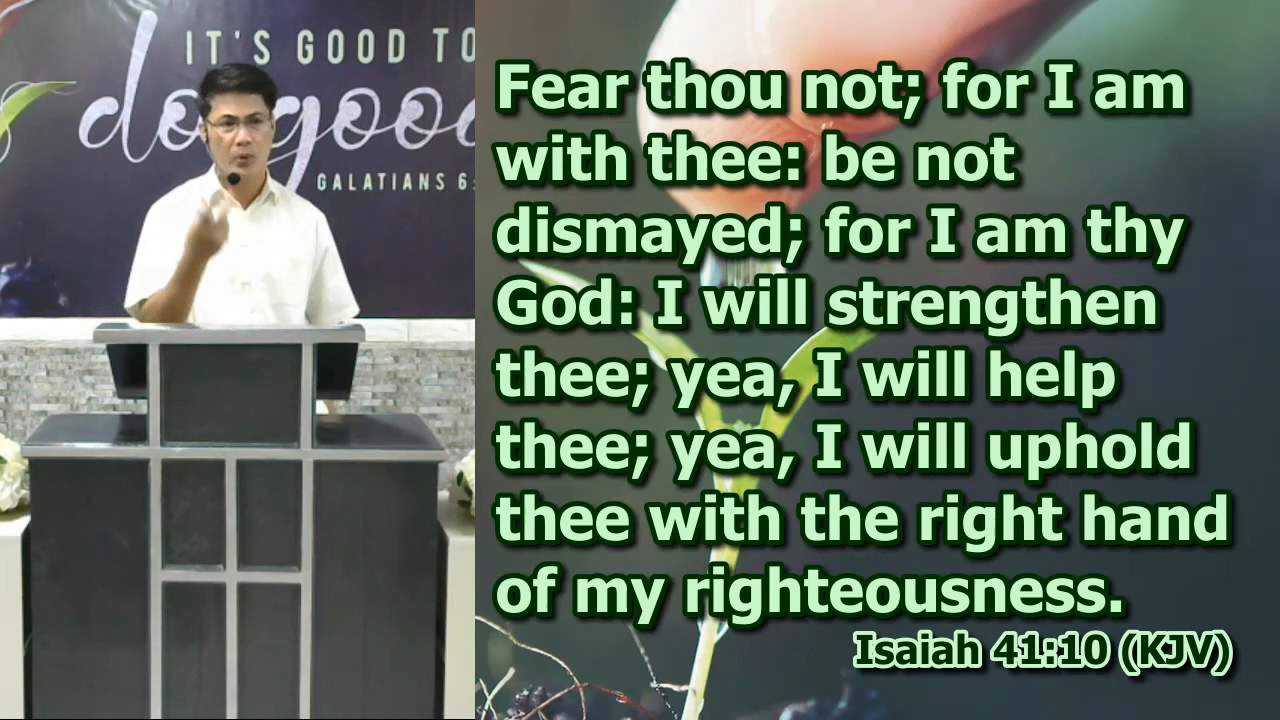 IT'S GOOD TO
do good
GALATIANS 6:
Fear thou not; for I am
with thee: be not
dismayed; for I am thy
God: I will strengthen
thee; yea, I will help
thee; yea, I will uphold
thee with the right hand
of my righteousness.
Isaiah 41:10 (KJV)